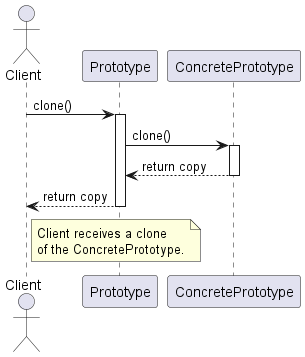 Client
Prototype
ConcretePrototype
clone()
clone()
return copy
return copy
Client receives a clone
of the ConcretePrototype.
Client
Prototype
ConcretePrototype